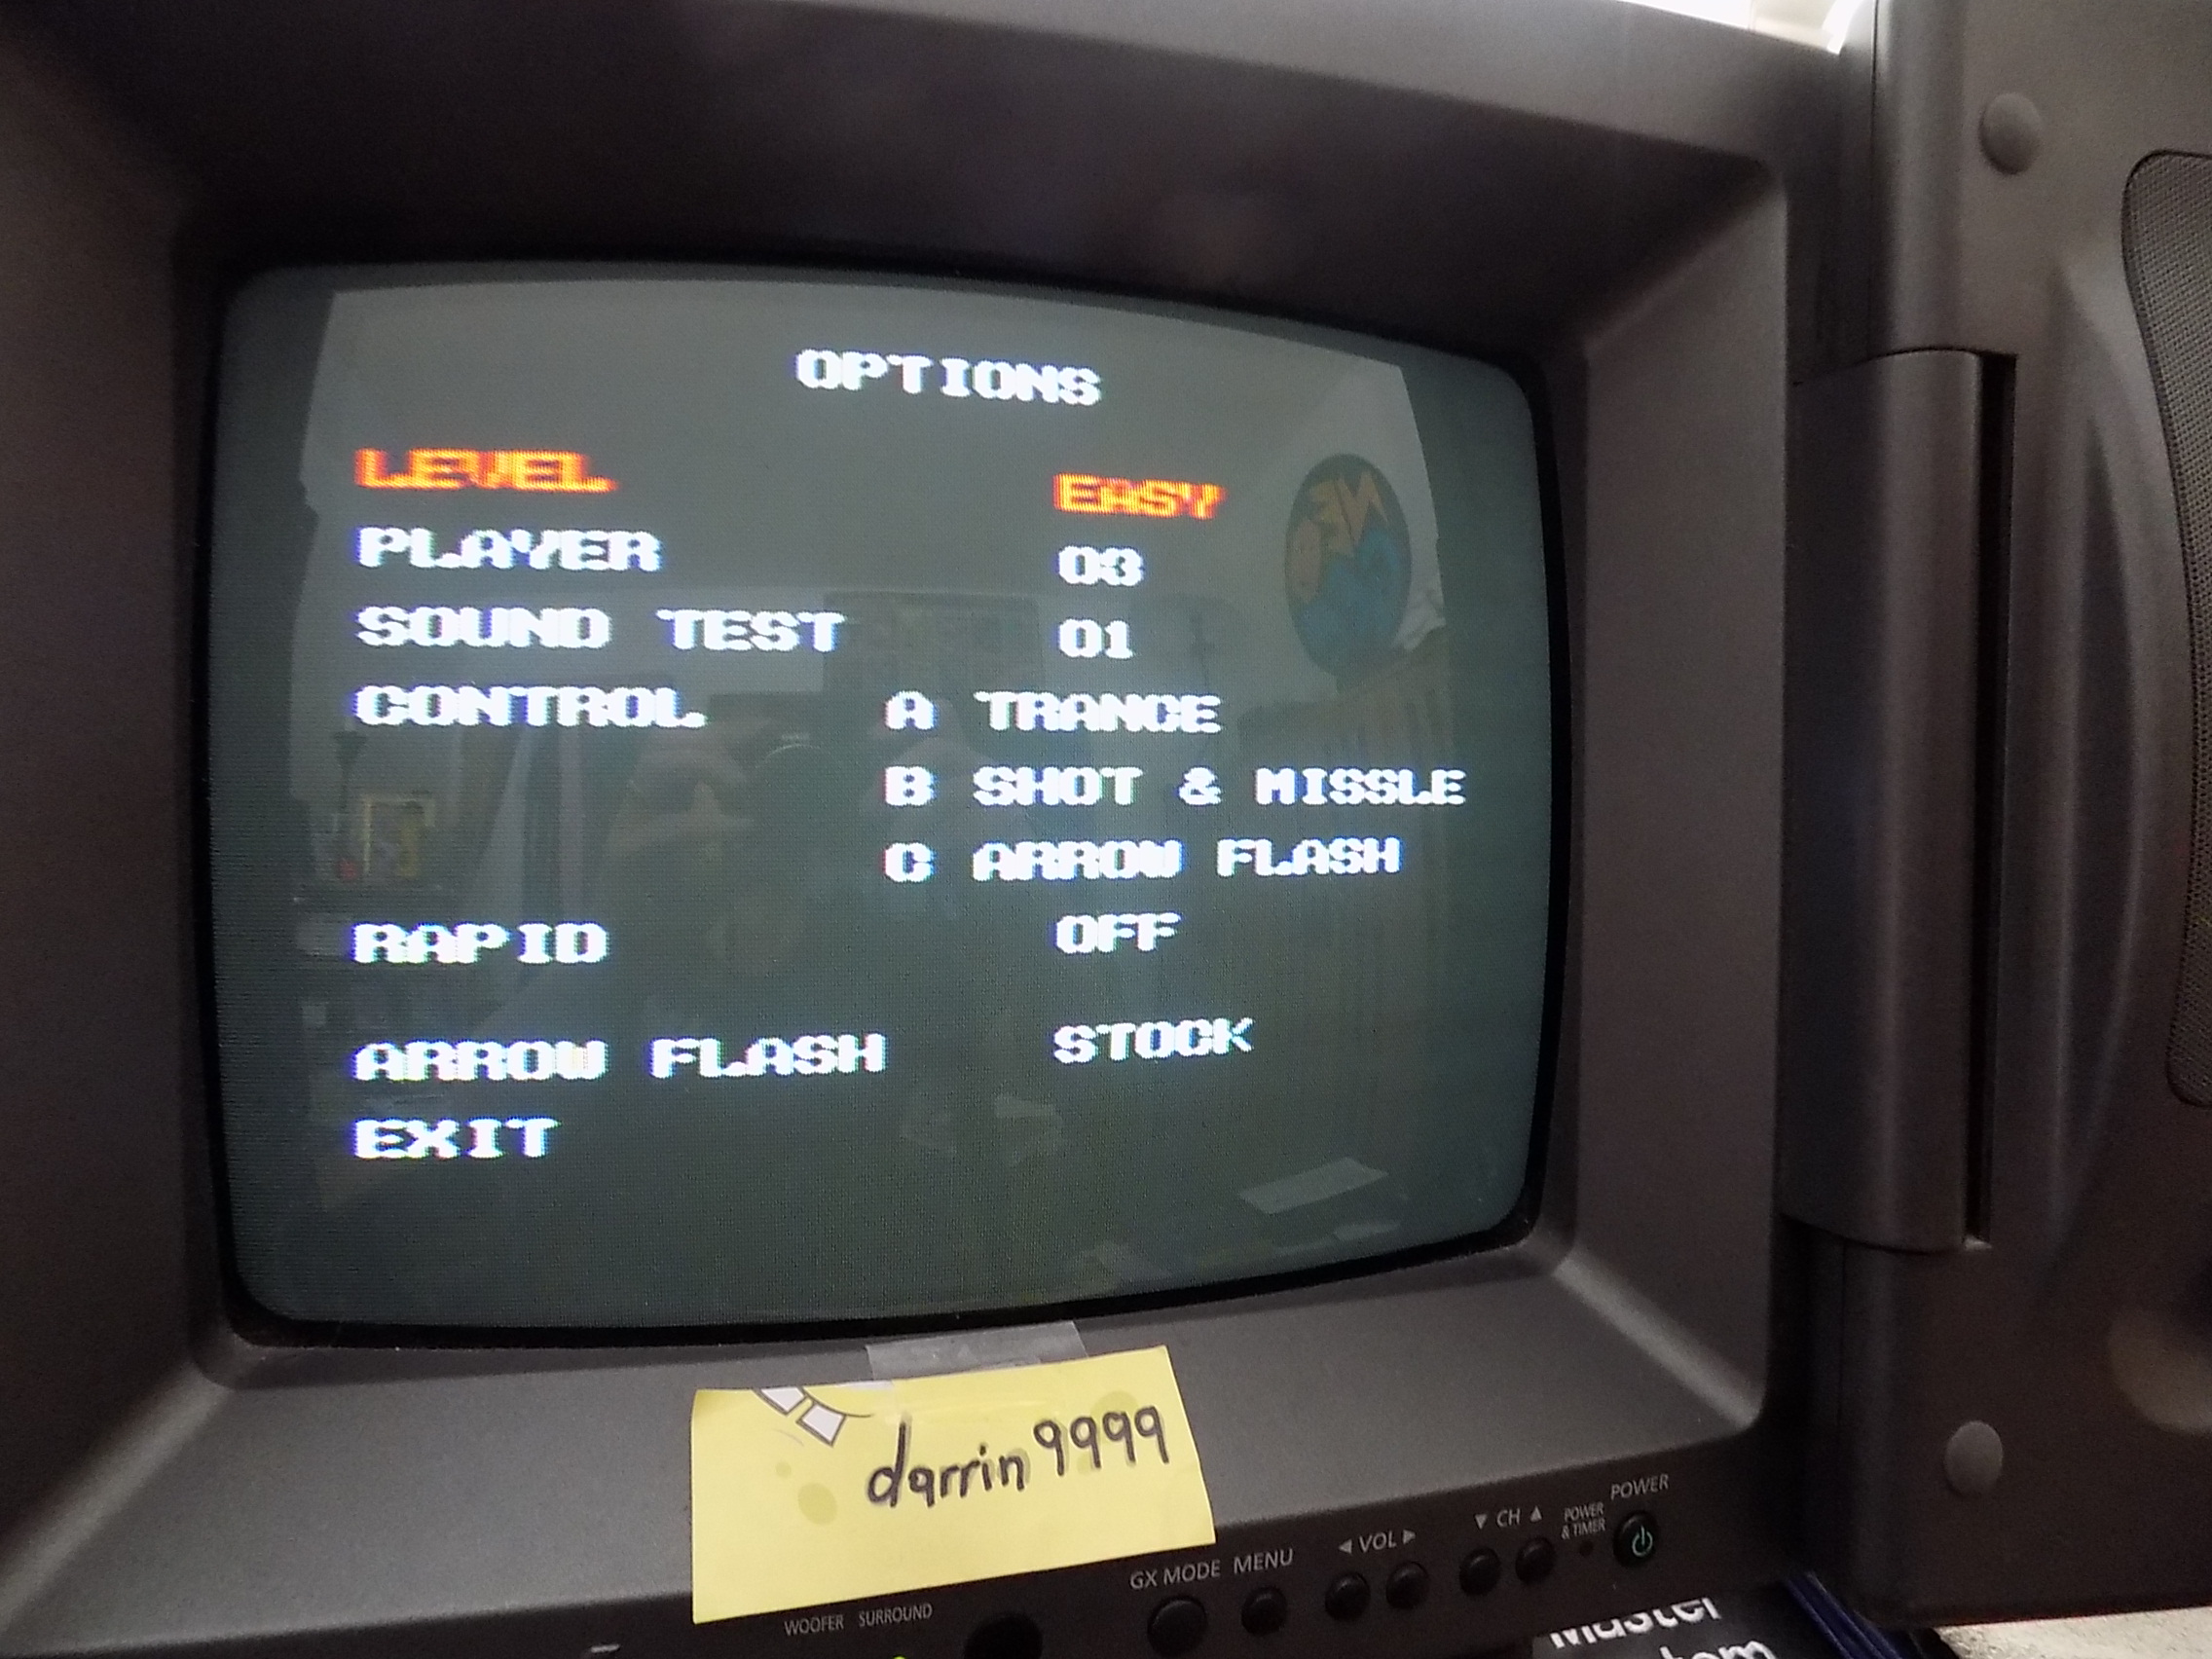 OPTIONS
LEVEL EASY
PLAYER 03
SOUND TEST 01
CONTROL A TRANCE
B SHOT & MISSLE
C ARROW FLASH
RAPID OFF
ARROW FLASH STOCK
EXIT
darrin9999
WOOFER SURROUND
GX MODE MENU ◀ VOL ▶ ▼ CH ▲ POWER & TIMER POWER
Master